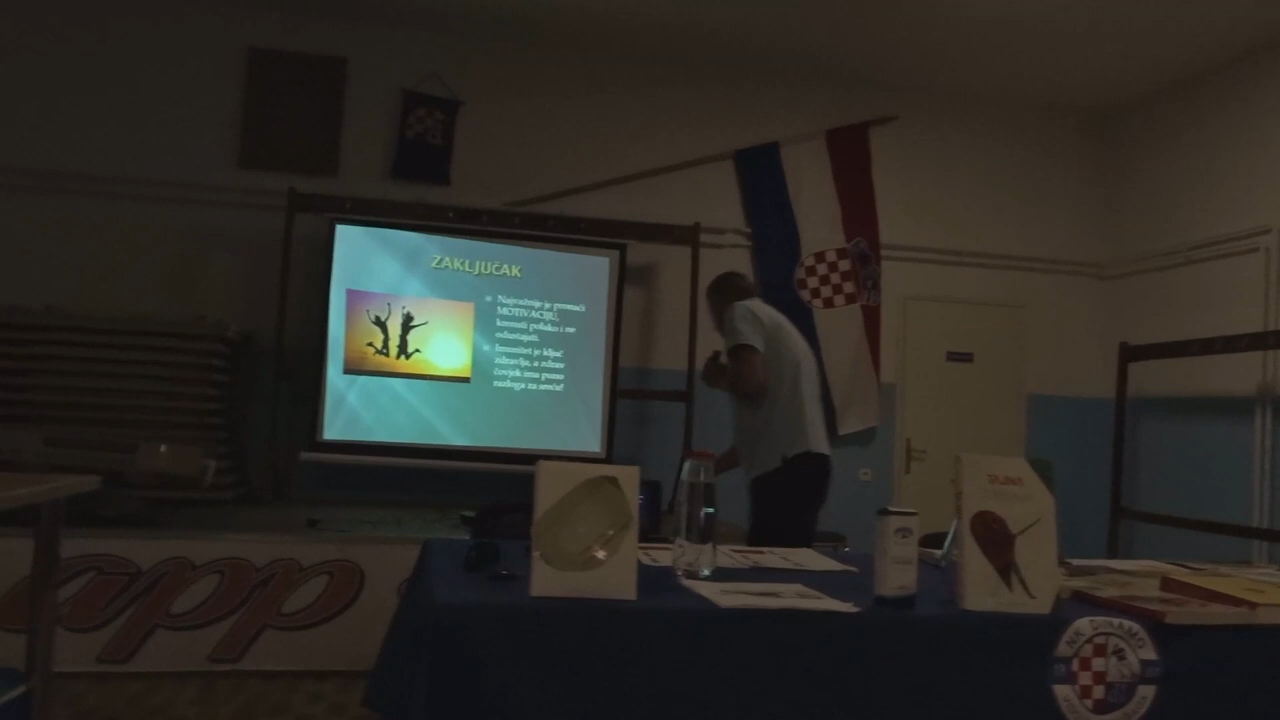 ZAKLJUČAK
Najvažnije je pronaći
MOTIVACIJU,
krenuti polako i ne
odustajati.
Imunitet je ključ
zdravlja, a zdrav
čovjek ima puno
razloga za smijeh!
app
NK DINAMO